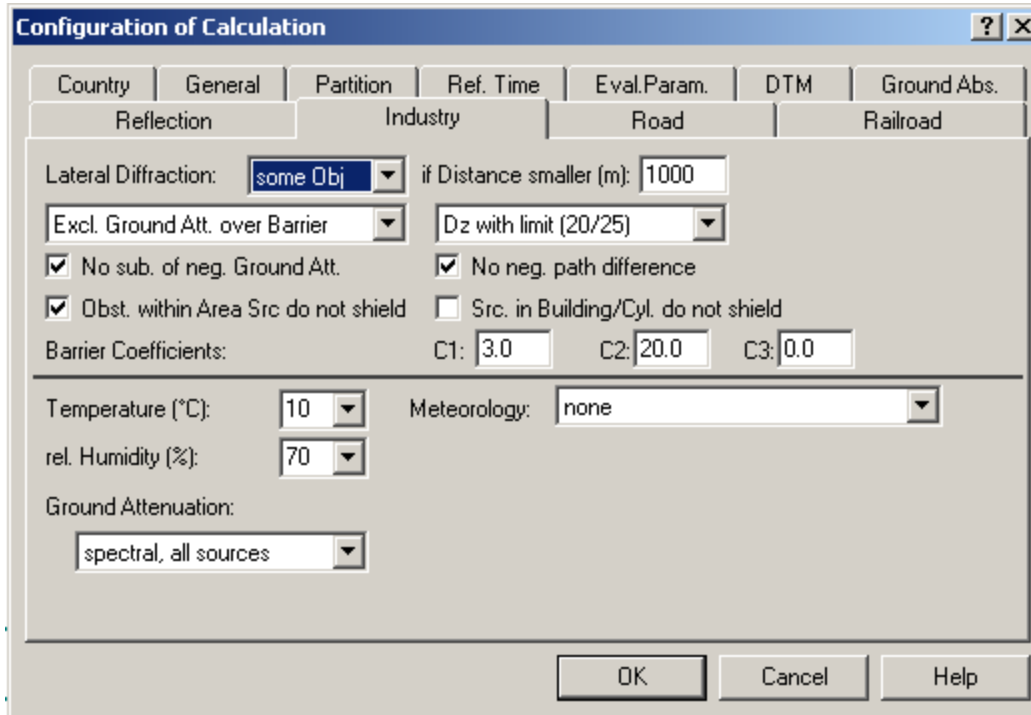 Configuration of Calculation
Country General Partition Ref. Time Eval.Param. DTM Ground Abs.
Reflection Industry Road Railroad
Lateral Diffraction: some Obj if Distance smaller (m): 1000
Excl. Ground Att. over Barrier Dz with limit (20/25)
No sub. of neg. Ground Att. No neg. path difference
Obst. within Area Src do not shield Src. in Building/Cyl. do not shield
Barrier Coefficients: C1: 3.0 C2: 20.0 C3: 0.0
Temperature (°C): 10 Meteorology: none
rel. Humidity (%): 70
Ground Attenuation:
spectral, all sources
OK Cancel Help